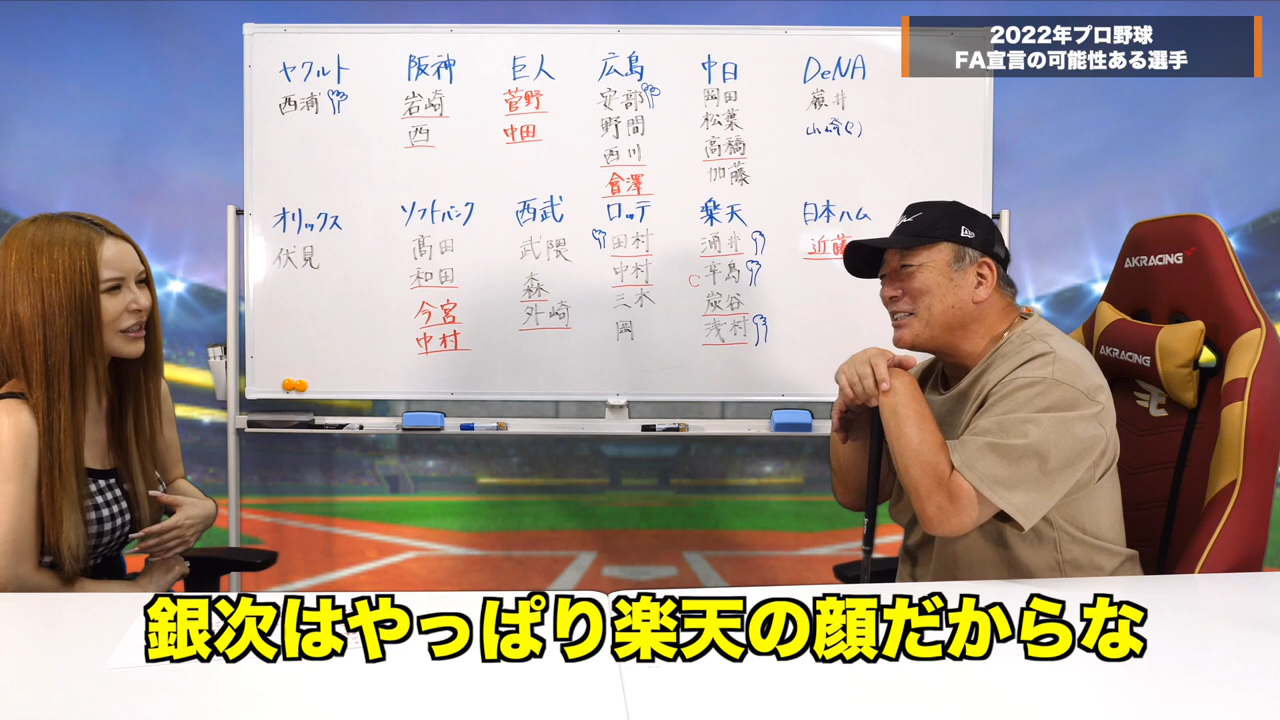 2022年プロ野球
FA宣言の可能性ある選手
ヤクルト 阪神 巨人 広島 中日 DeNA
西浦 岩崎 菅野 安部 岡田 嶺井
西 中田 野間 松葉
西川 高橋
會澤 加藤
オリックス ソフトバンク 西武 ロッテ 楽天 日本ハム
伏見 髙田 武隈 田村 涌井 近藤
和田 森 中村 C 辛島
今宮 外崎 三木 炭谷
中村 岡 浅村
AKRACING
AKRACING
銀次はやっぱり楽天の顔だからな